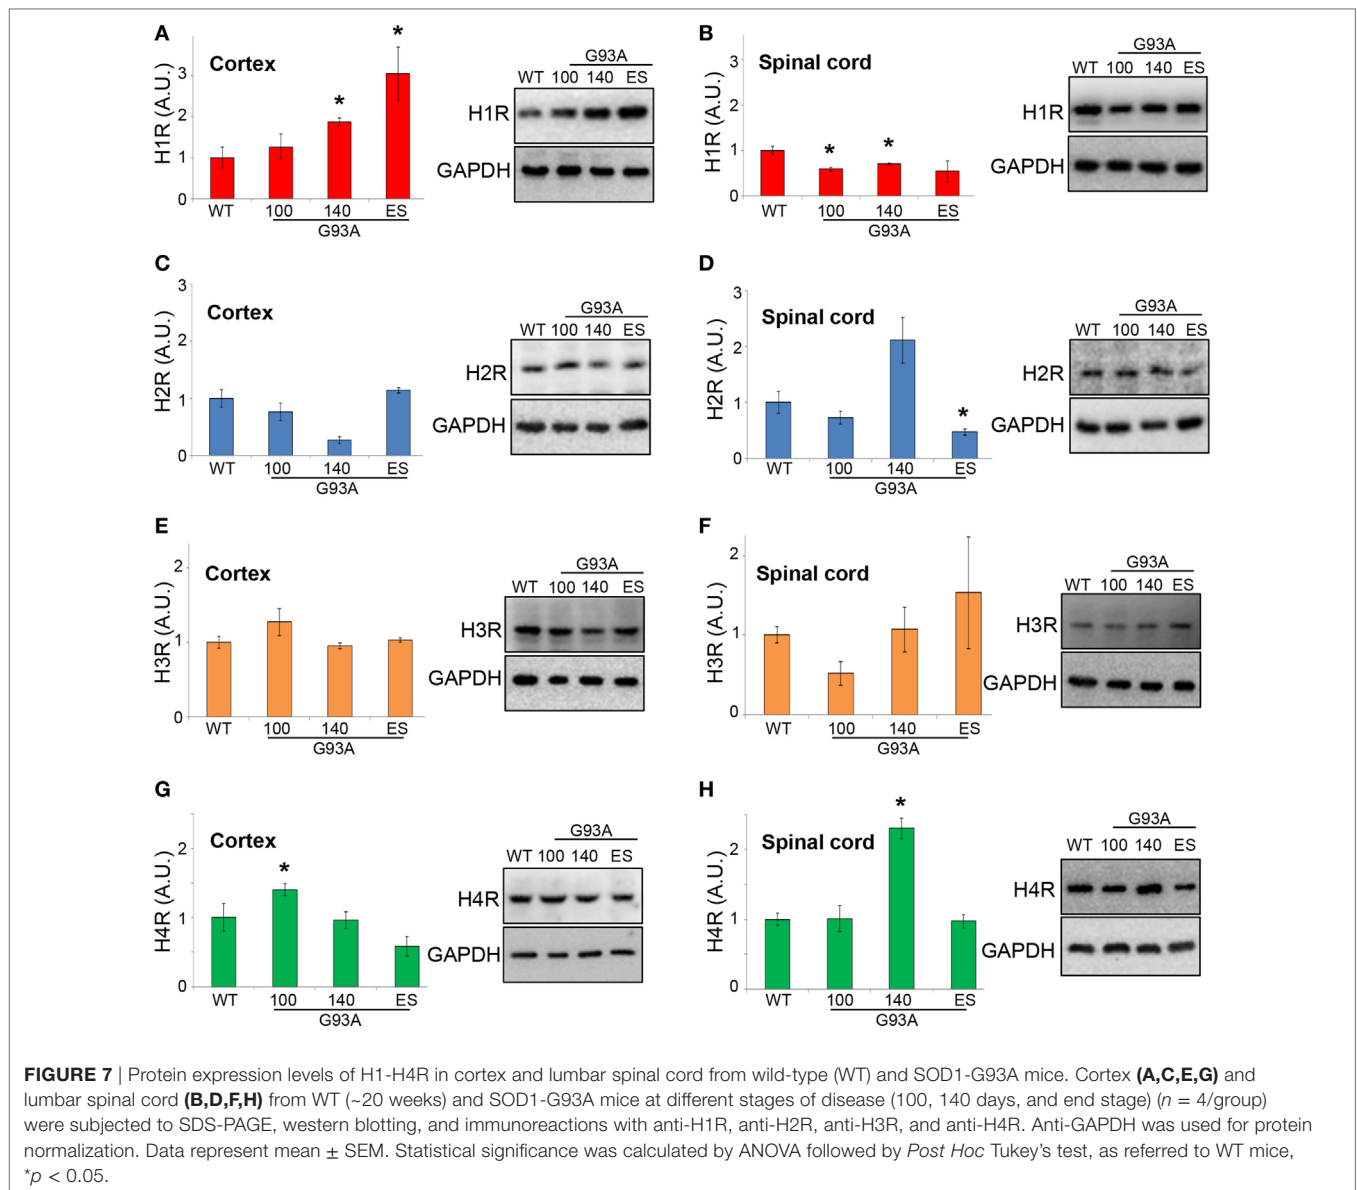 A
Cortex
H1R (A.U.)
3
2
1
0
*
*
WT 100 140 ES
G93A
G93A
WT 100 140 ES
H1R
GAPDH
B
Spinal cord
H1R (A.U.)
3
2
1
0
*
*
WT 100 140 ES
G93A
G93A
WT 100 140 ES
H1R
GAPDH
C
Cortex
H2R (A.U.)
3
2
1
0
WT 100 140 ES
G93A
G93A
WT 100 140 ES
H2R
GAPDH
D
Spinal cord
H2R (A.U.)
3
2
1
0
*
WT 100 140 ES
G93A
G93A
WT 100 140 ES
H2R
GAPDH
E
Cortex
H3R (A.U.)
2
1
0
WT 100 140 ES
G93A
G93A
WT 100 140 ES
H3R
GAPDH
F
Spinal cord
H3R (A.U.)
2
1
0
WT 100 140 ES
G93A
G93A
WT 100 140 ES
H3R
GAPDH
G
Cortex
H4R (A.U.)
2
1
0
*
WT 100 140 ES
G93A
G93A
WT 100 140 ES
H4R
GAPDH
H
Spinal cord
H4R (A.U.)
2
1
0
*
WT 100 140 ES
G93A
G93A
WT 100 140 ES
H4R
GAPDH
FIGURE 7 | Protein expression levels of H1-H4R in cortex and lumbar spinal cord from wild-type (WT) and SOD1-G93A mice. Cortex (A,C,E,G) and
lumbar spinal cord (B,D,F,H) from WT (~20 weeks) and SOD1-G93A mice at different stages of disease (100, 140 days, and end stage) (n = 4/group)
were subjected to SDS-PAGE, western blotting, and immunoreactions with anti-H1R, anti-H2R, anti-H3R, and anti-H4R. Anti-GAPDH was used for protein
normalization. Data represent mean ± SEM. Statistical significance was calculated by ANOVA followed by Post Hoc Tukey's test, as referred to WT mice,
*p < 0.05.